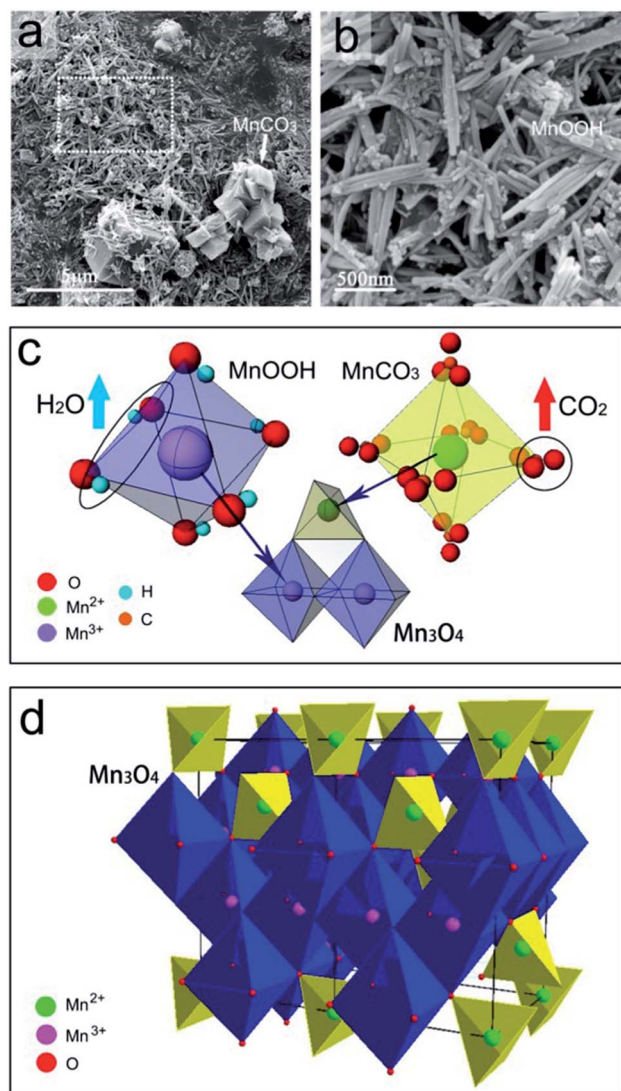 a
MnCO₃
5μm
b
MnOOH
500nm
c
MnOOH
MnCO₃
H₂O
CO₂
O
H
Mn²⁺
C
Mn³⁺
Mn₃O₄
d
Mn₃O₄
Mn²⁺
Mn³⁺
O